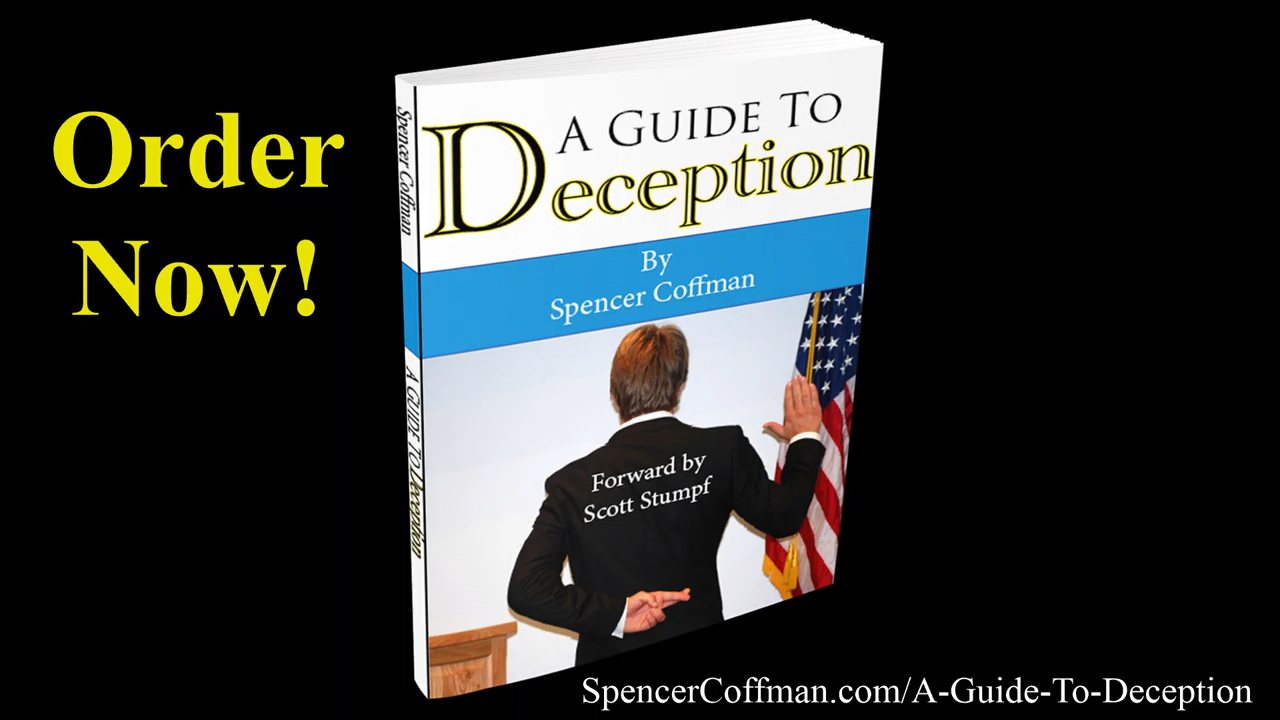 Order
Now!
Spencer Coffman
A GUIDE TO Deception
A GUIDE TO
Deception
By
Spencer Coffman
Forward by
Scott Stumpf
SpencerCoffman.com/A-Guide-To-Deception